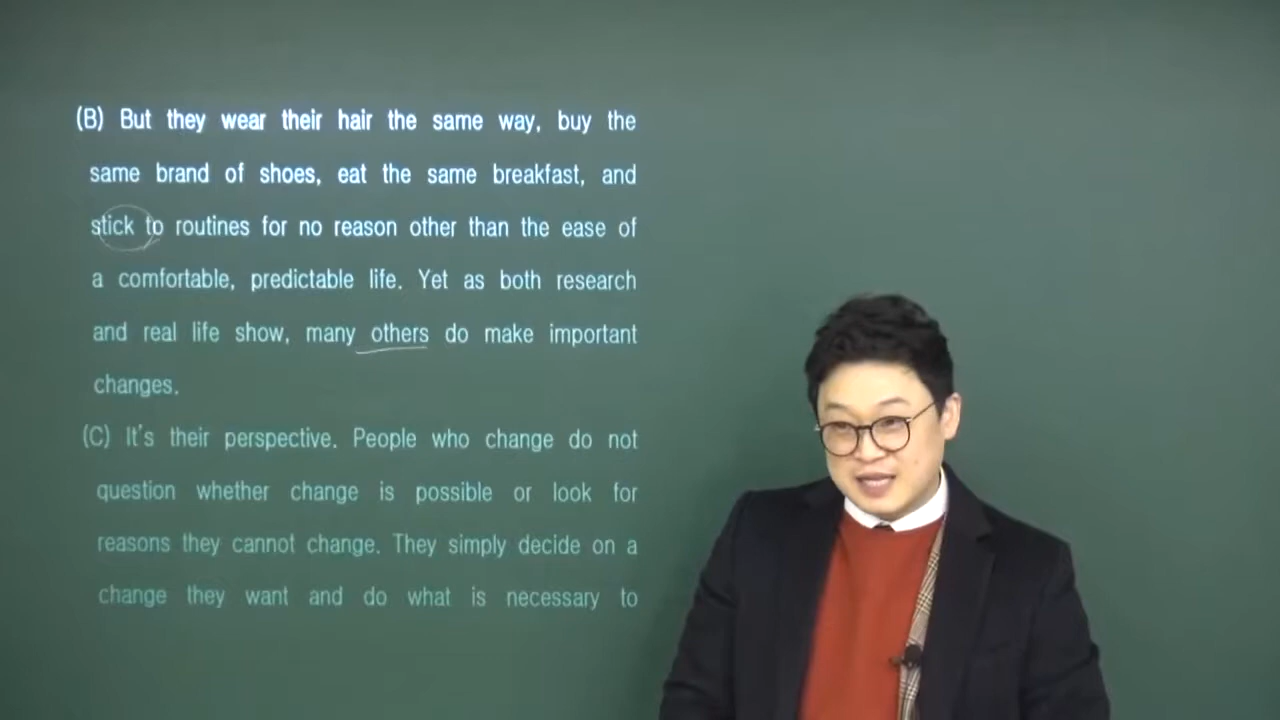 (B) But they wear their hair the same way, buy the
same brand of shoes, eat the same breakfast, and
stick to routines for no reason other than the ease of
a comfortable, predictable life. Yet as both research
and real life show, many others do make important
changes.
(C) It's their perspective. People who change do not
question whether change is possible or look for
reasons they cannot change. They simply decide on a
change they want and do what is necessary to